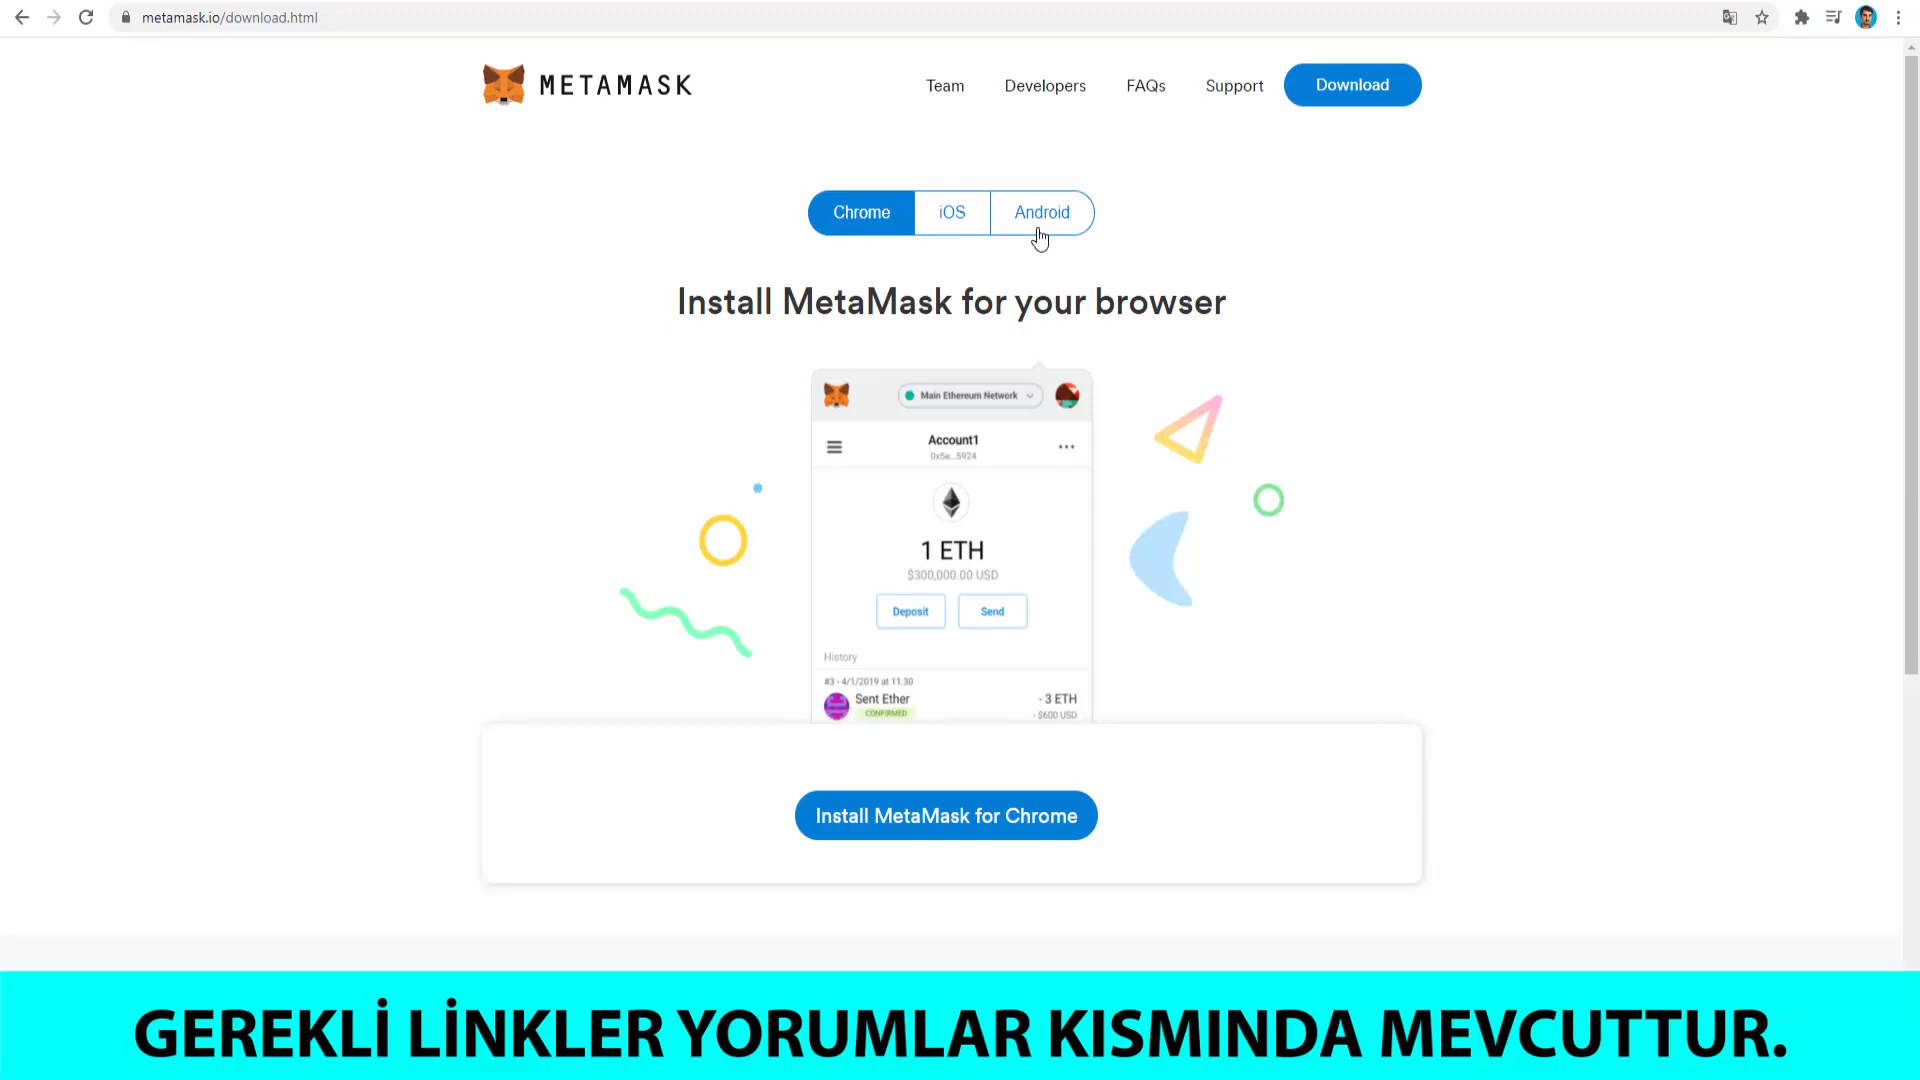 metamask.io/download.html
METAMASK
Team Developers FAQs Support Download
Chrome iOS Android
Install MetaMask for your browser
Main Ethereum Network
Account1
0x5e...5924
1 ETH
$300,000.00 USD
Deposit Send
History
#3 - 4/1/2019 at 11:30
Sent Ether - 3 ETH
CONFIRMED - $600 USD
Install MetaMask for Chrome
GEREKLİ LİNKLER YORUMLAR KISMINDA MEVCUTTUR.